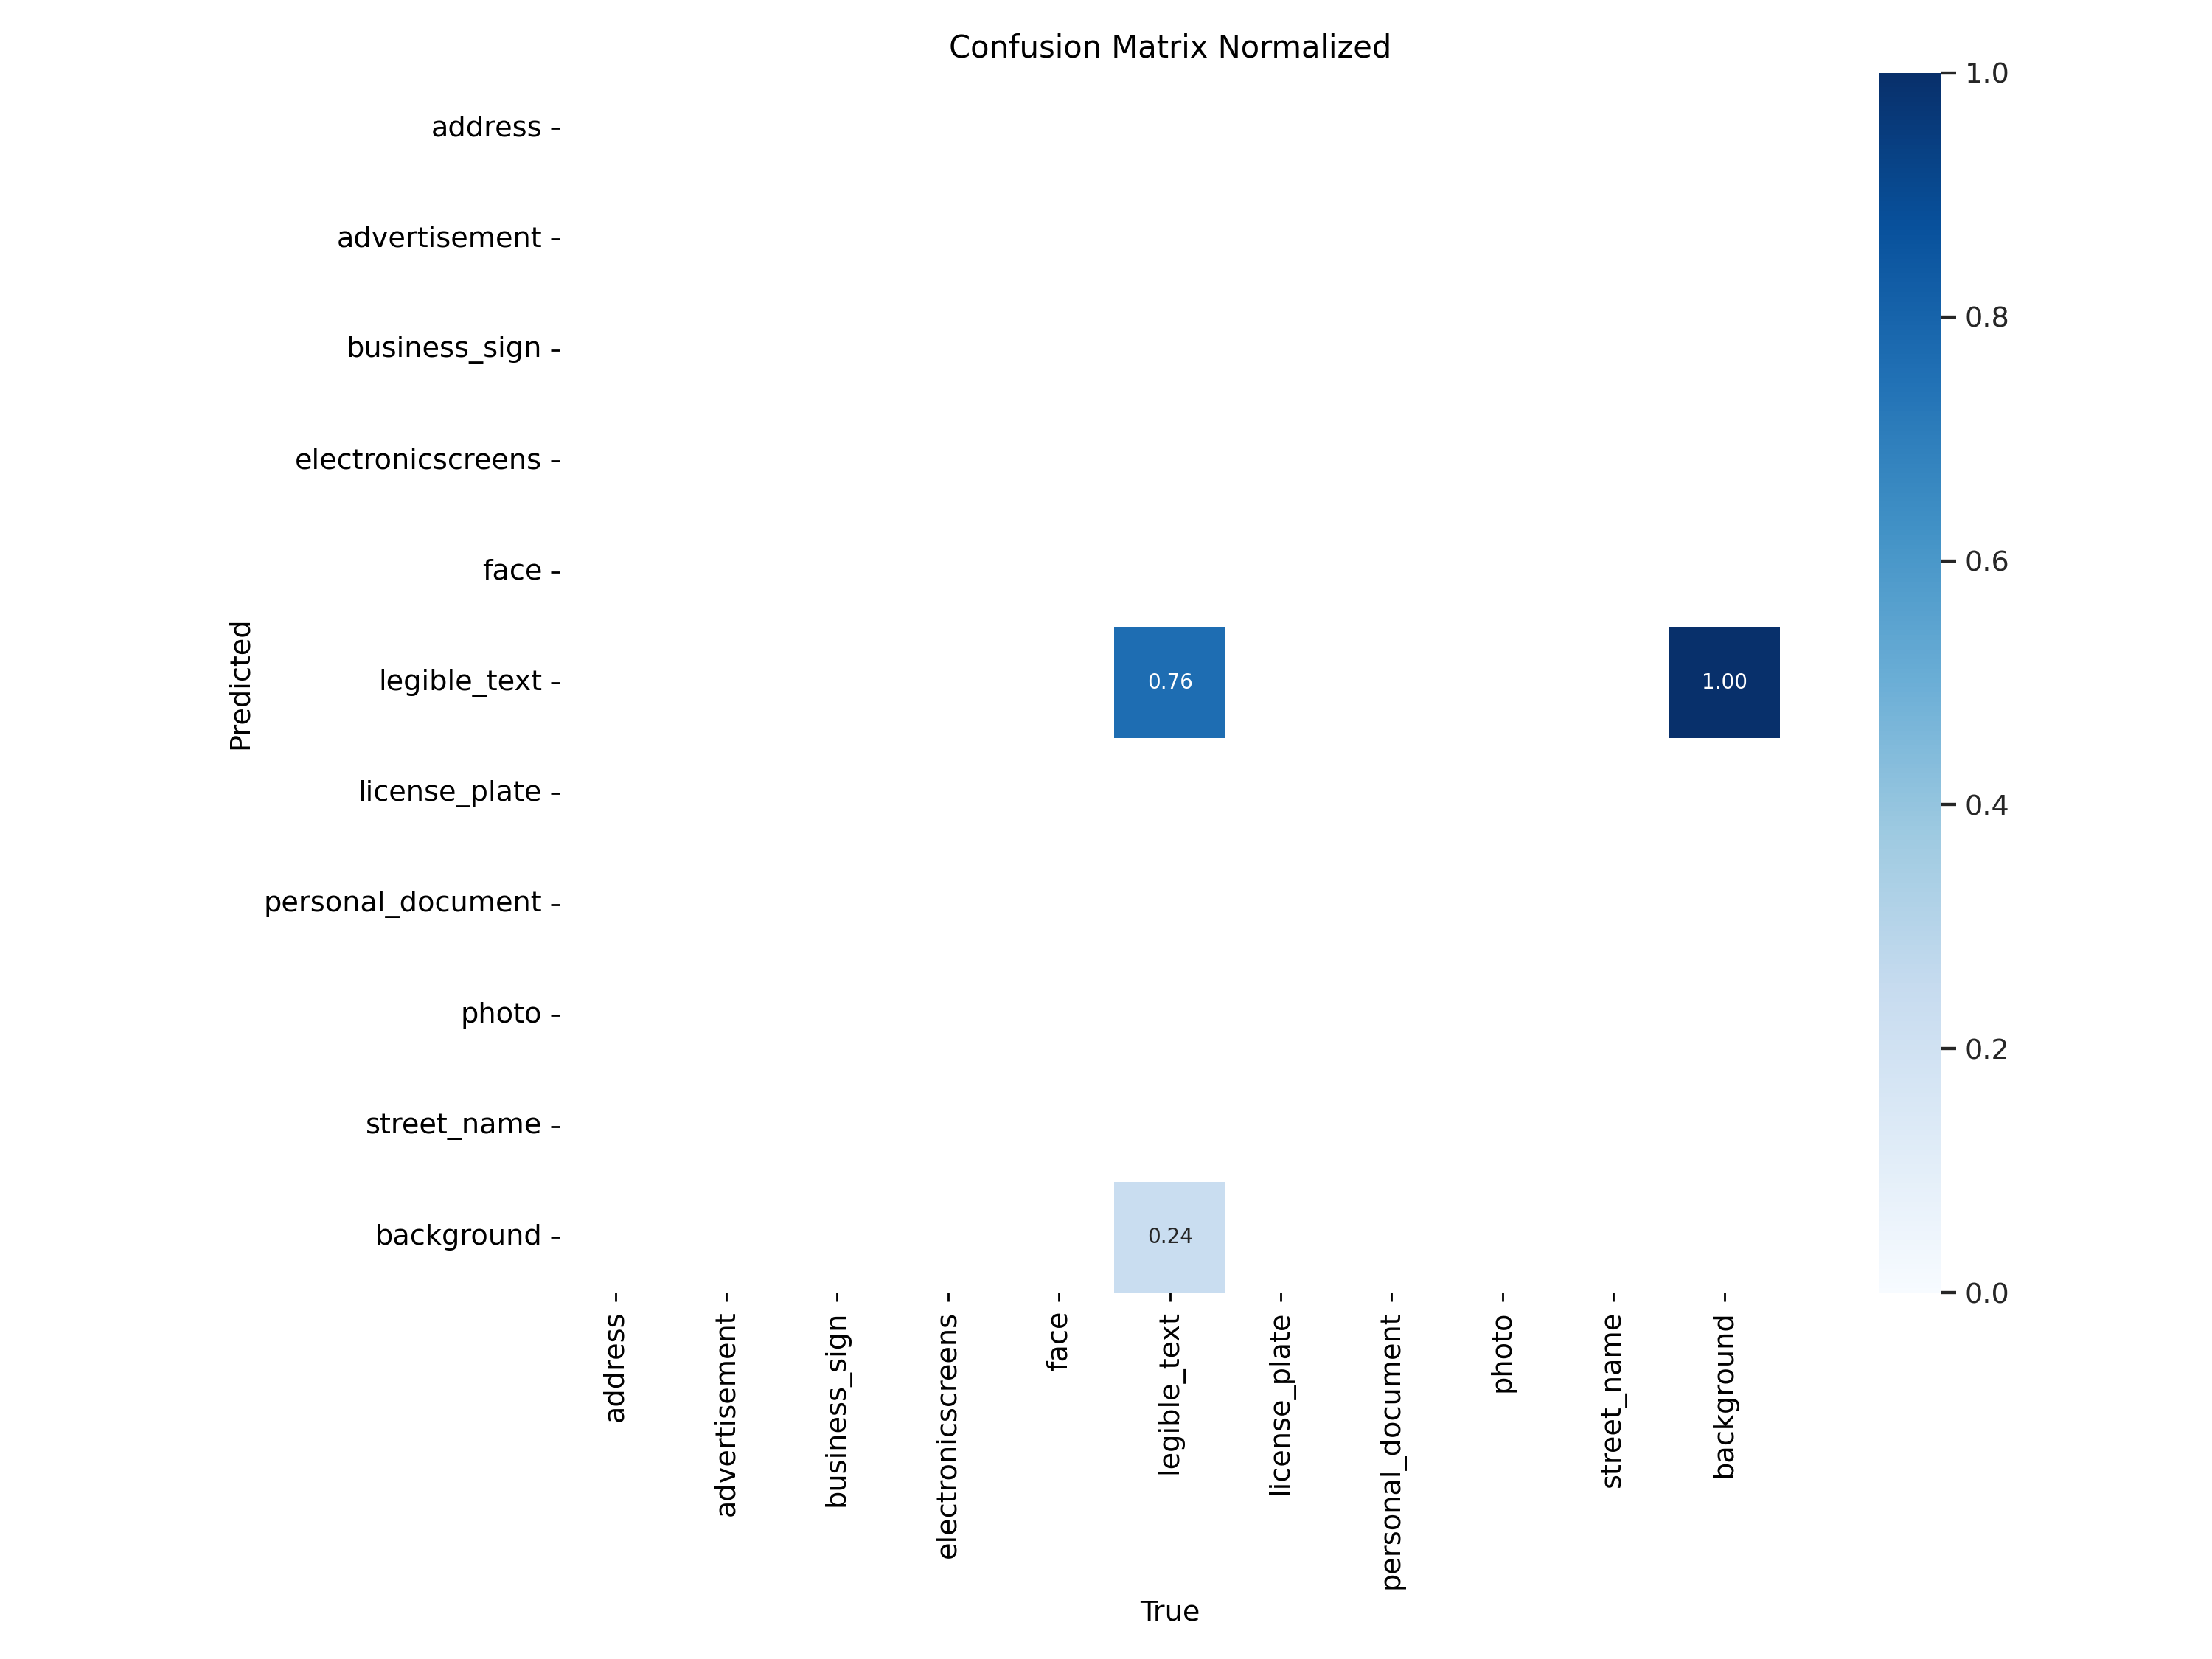 Confusion Matrix Normalized
Predicted
address
advertisement
business_sign
electronicscreens
face
legible_text
license_plate
personal_document
photo
street_name
background
0.76
1.00
0.24
address
advertisement
business_sign
electronicscreens
face
legible_text
license_plate
personal_document
photo
street_name
background
True
1.0
0.8
0.6
0.4
0.2
0.0